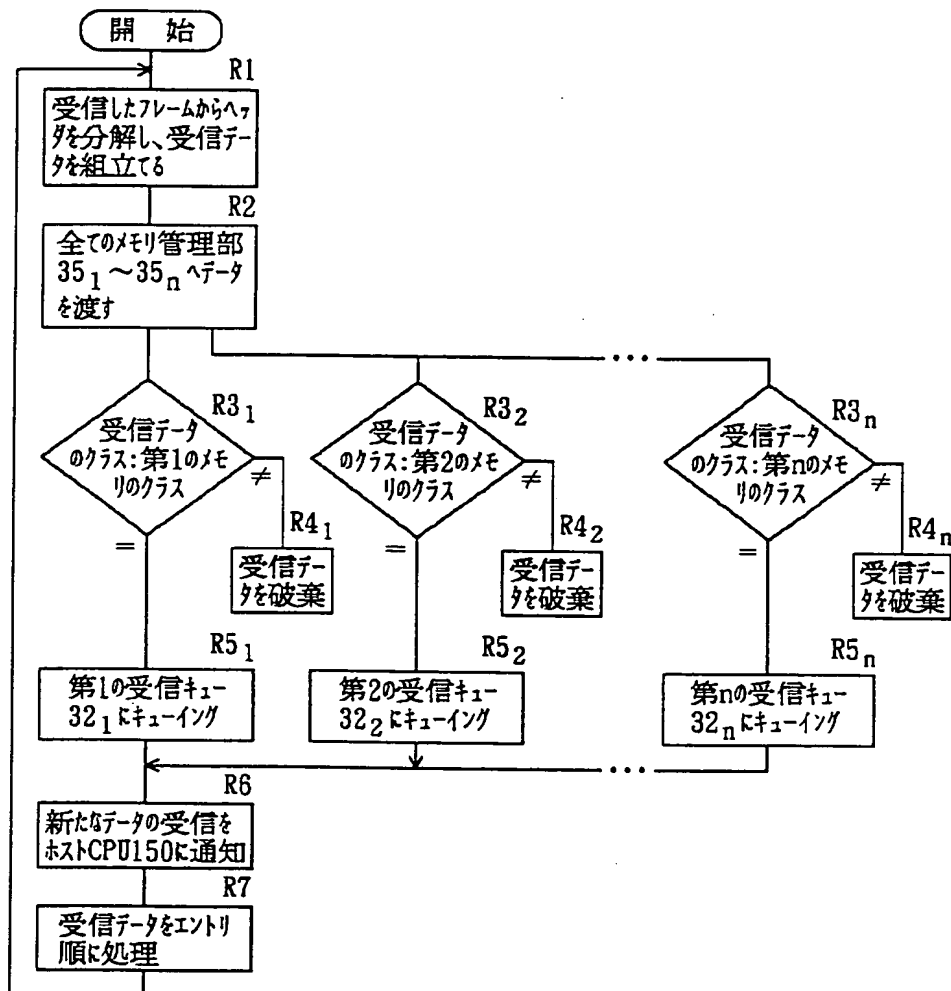 開 始
R1
受信したフレームからヘッ
ダを分解し、受信デー
タを組立てる
R2
全てのメモリ管理部
35₁～35ₙへデータ
を渡す
…
R3₁
受信データ
のクラス：第1のメモ
リのクラス
≠
=
R4₁
受信デー
タを破棄
R3₂
受信データ
のクラス：第2のメモ
リのクラス
≠
=
R4₂
受信デー
タを破棄
R3ₙ
受信データ
のクラス：第nのメモ
リのクラス
≠
=
R4ₙ
受信デー
タを破棄
R5₁
第1の受信キュー
32₁にキューイング
R5₂
第2の受信キュー
32₂にキューイング
R5ₙ
第nの受信キュー
32ₙにキューイング
…
R6
新たなデータの受信を
ホストCPU150に通知
R7
受信データをエントリ
順に処理